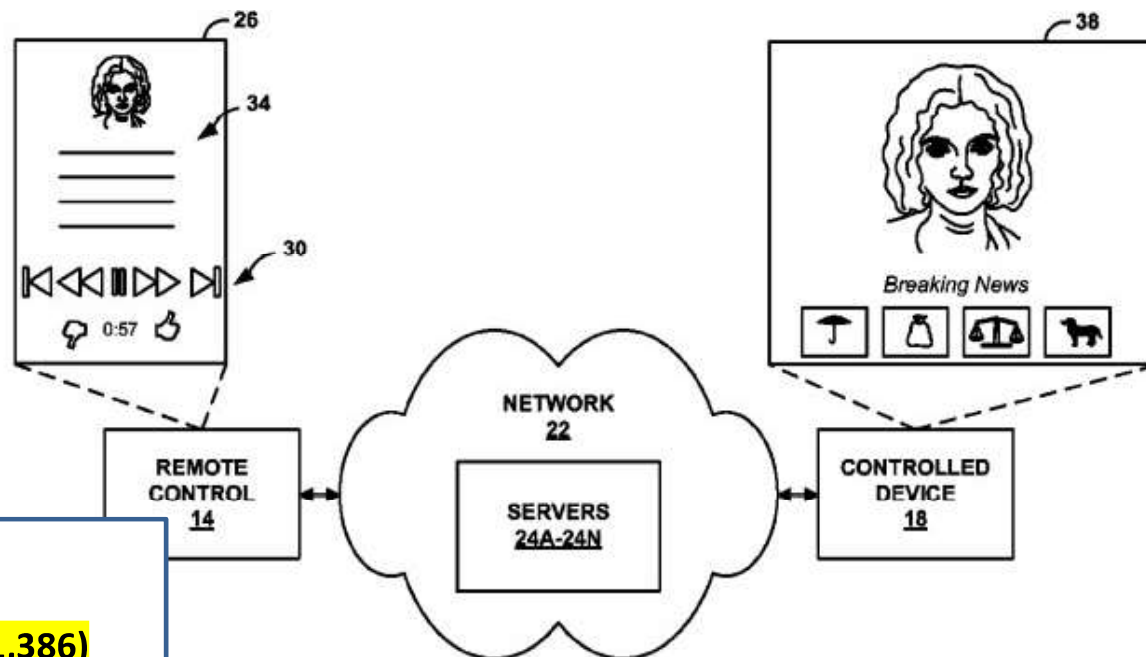 26
38
34
30
0:57
Breaking News
NETWORK
22
REMOTE
CONTROL
14
SERVERS
24A-24N
CONTROLLED
DEVICE
18
.386)